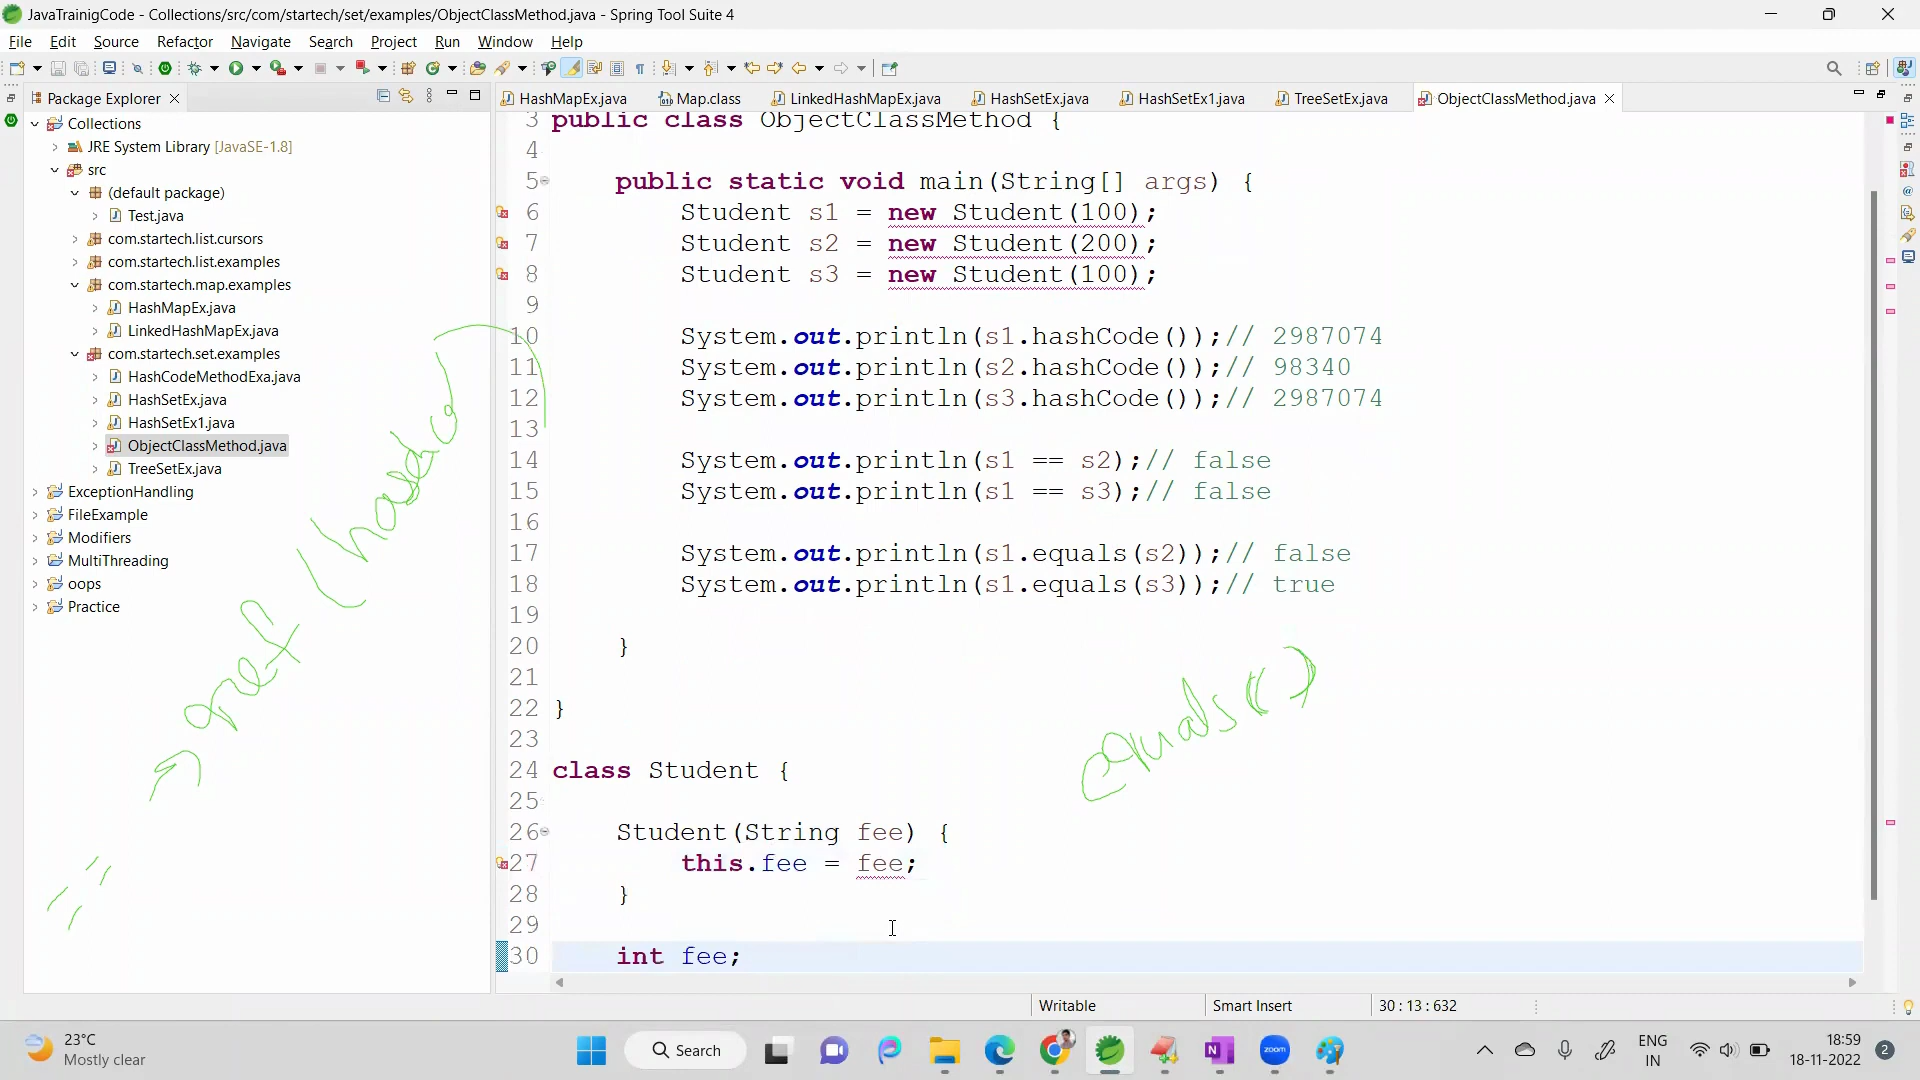 JavaTrainigCode - Collections/src/com/startech/set/examples/ObjectClassMethod.java - Spring Tool Suite 4
File Edit Source Refactor Navigate Search Project Run Window Help
Package Explorer
HashMapEx.java Map.class LinkedHashMapEx.java HashSetEx.java HashSetEx1.java TreeSetEx.java ObjectClassMethod.java
Collections
JRE System Library [JavaSE-1.8]
src
(default package)
Test.java
com.startech.list.cursors
com.startech.list.examples
com.startech.map.examples
HashMapEx.java
LinkedHashMapEx.java
com.startech.set.examples
HashCodeMethodExa.java
HashSetEx.java
HashSetEx1.java
ObjectClassMethod.java
TreeSetEx.java
ExceptionHandling
FileExample
Modifiers
MultiThreading
oops
Practice
3 public class ObjectClassMethod {
4
5 public static void main(String[] args) {
6 Student s1 = new Student(100);
7 Student s2 = new Student(200);
8 Student s3 = new Student(100);
9
10 System.out.println(s1.hashCode());// 2987074
11 System.out.println(s2.hashCode());// 98340
12 System.out.println(s3.hashCode());// 2987074
13
14 System.out.println(s1 == s2);// false
15 System.out.println(s1 == s3);// false
16
17 System.out.println(s1.equals(s2));// false
18 System.out.println(s1.equals(s3));// true
19
20 }
21
22 }
23
24 class Student {
25
26 Student(String fee) {
27 this.fee = fee;
28 }
29
30 int fee;
== → ref (hashco
equals()
Writable Smart Insert 30 : 13 : 632
23°C
Mostly clear
Search
zoom
ENG
IN
18:59
18-11-2022
2